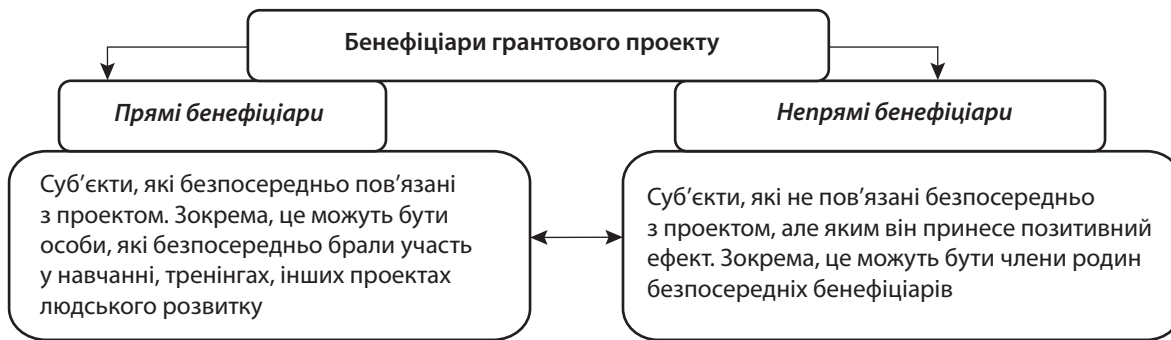 Бенефіціари грантового проекту
Прямі бенефіціари
Непрямі бенефіціари
Суб’єкти, які безпосередньо пов’язані
з проектом. Зокрема, це можуть бути
особи, які безпосередньо брали участь
у навчанні, тренінгах, інших проектах
людського розвитку
Суб’єкти, які не пов’язані безпосередньо
з проектом, але яким він принесе позитивний
ефект. Зокрема, це можуть бути члени родин
безпосередніх бенефіціарів